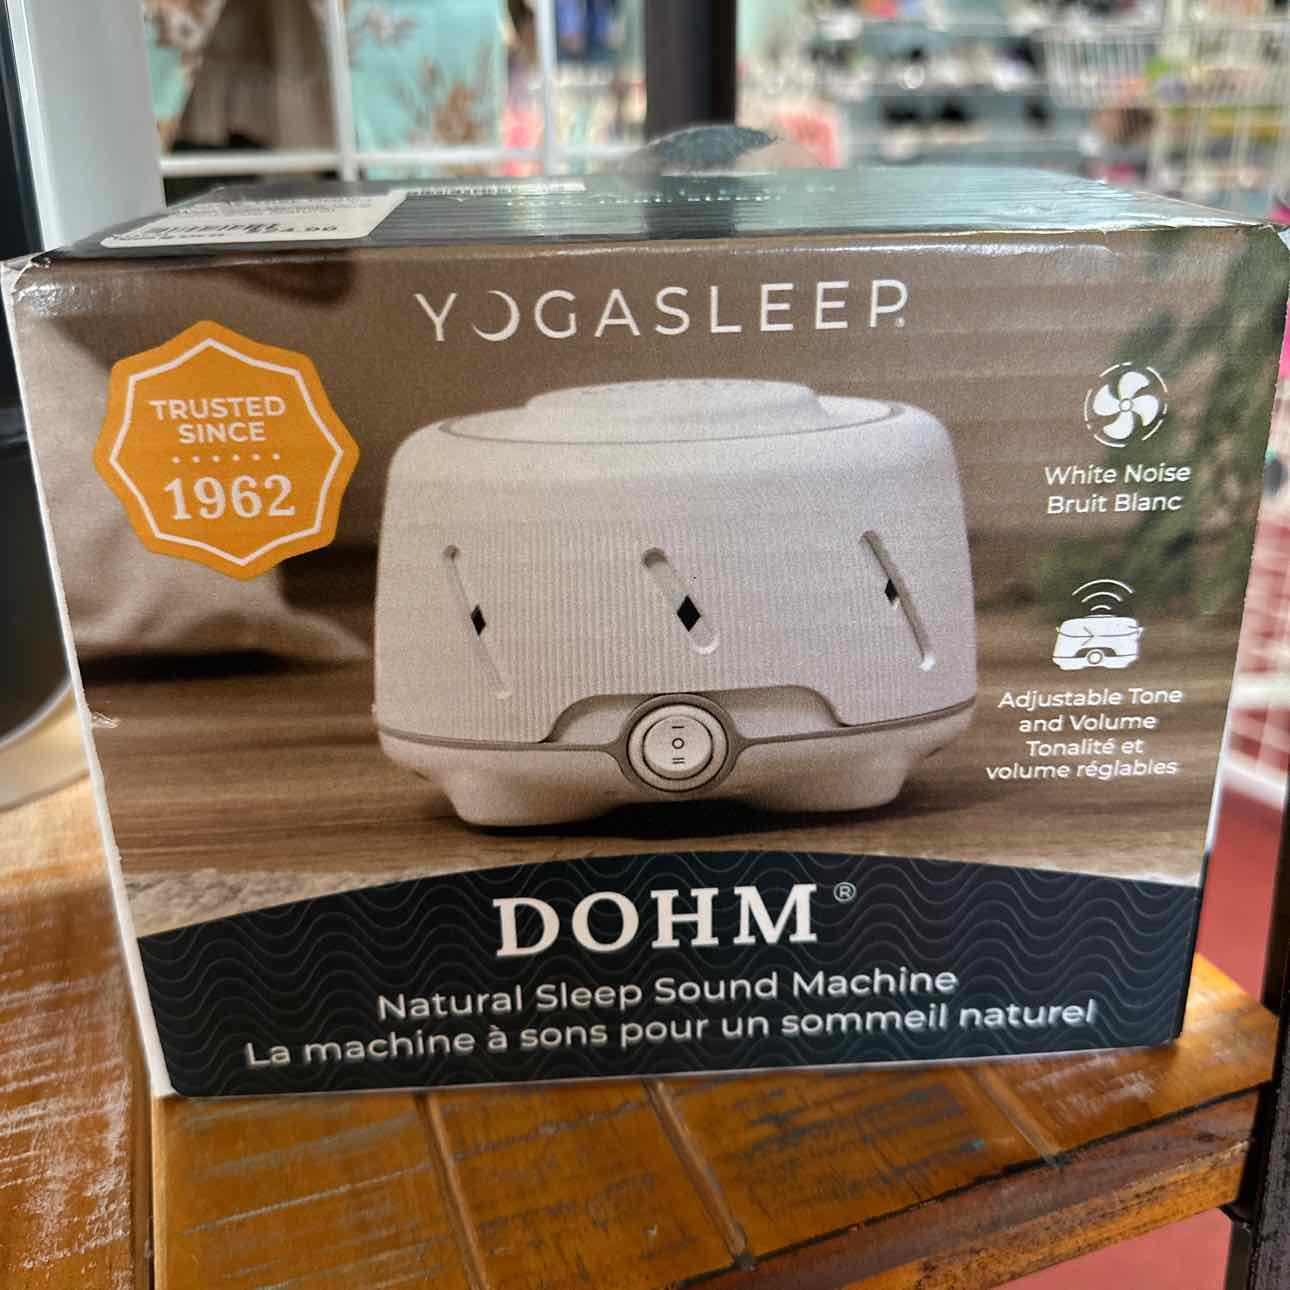 YOGASLEEP®
TRUSTED
SINCE
1962
White Noise
Bruit Blanc
Adjustable Tone
and Volume
Tonalité et
volume réglables
DOHM®
Natural Sleep Sound Machine
La machine à sons pour un sommeil naturel